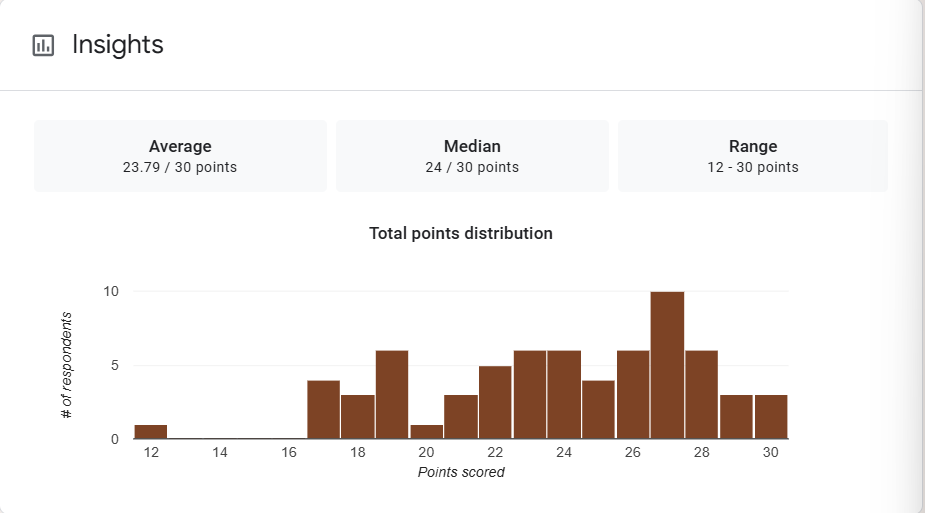 Insights
Average
23.79 / 30 points
Median
24 / 30 points
Range
12 - 30 points
Total points distribution
# of respondents
10
5
0
12 14 16 18 20 22 24 26 28 30
Points scored